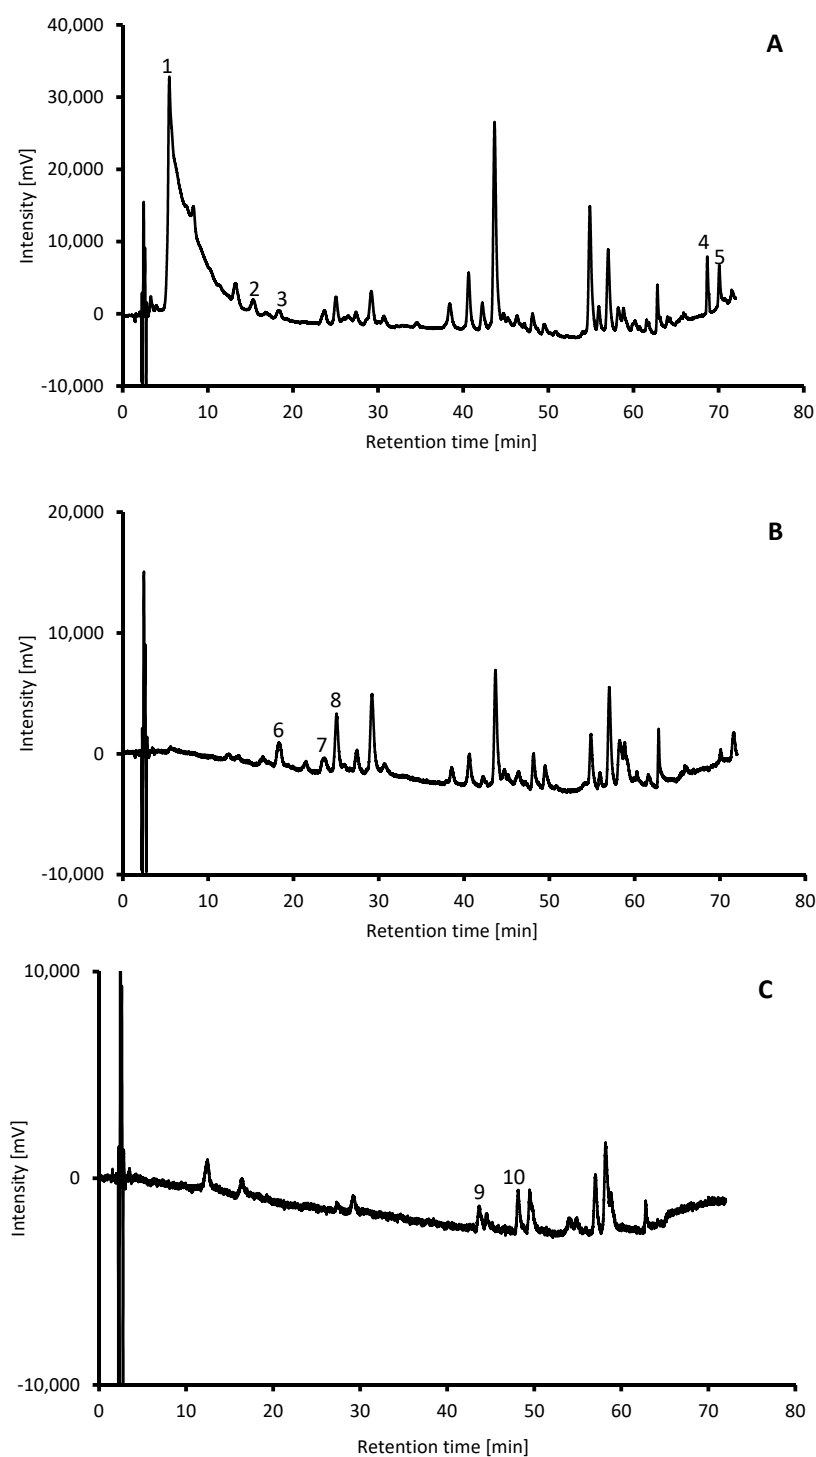 40,000
A
1
30,000
20,000
Intensity [mV]
10,000
4
5
2
3
0
-10,000
0 10 20 30 40 50 60 70 80
Retention time [min]
20,000
B
10,000
Intensity [mV]
8
6
7
0
-10,000
0 10 20 30 40 50 60 70 80
Retention time [min]
10,000
C
Intensity [mV]
0
9
10
-10,000
0 10 20 30 40 50 60 70 80
Retention time [min]